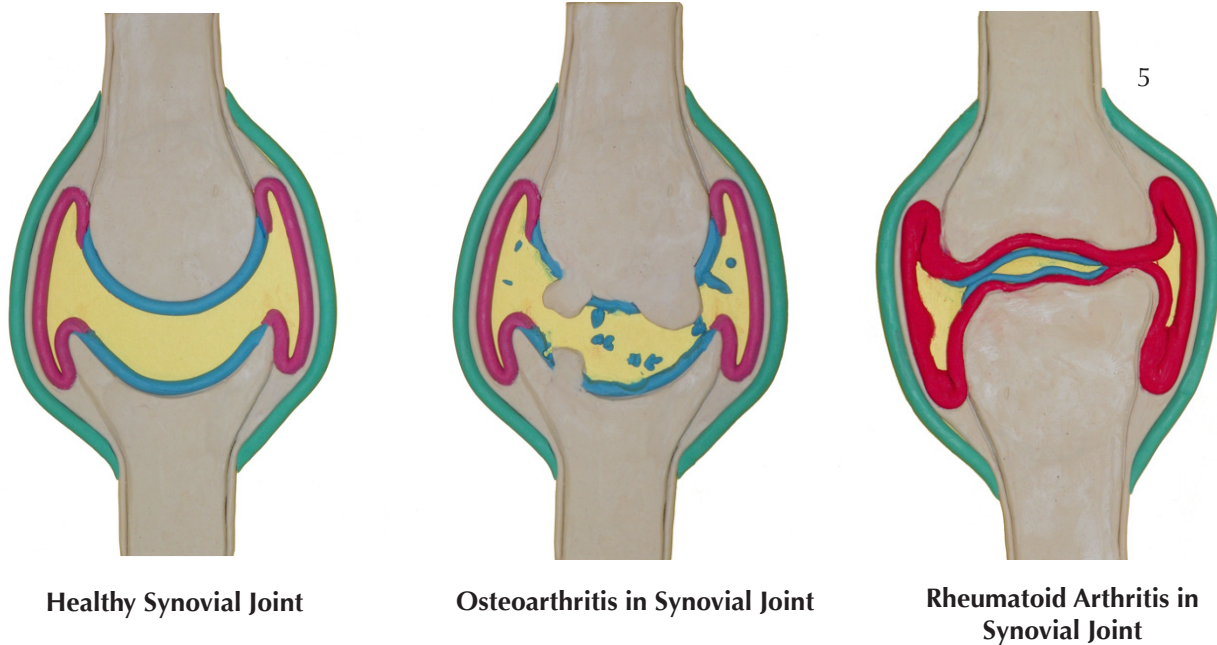 5
Healthy Synovial Joint
Osteoarthritis in Synovial Joint
Rheumatoid Arthritis in
Synovial Joint